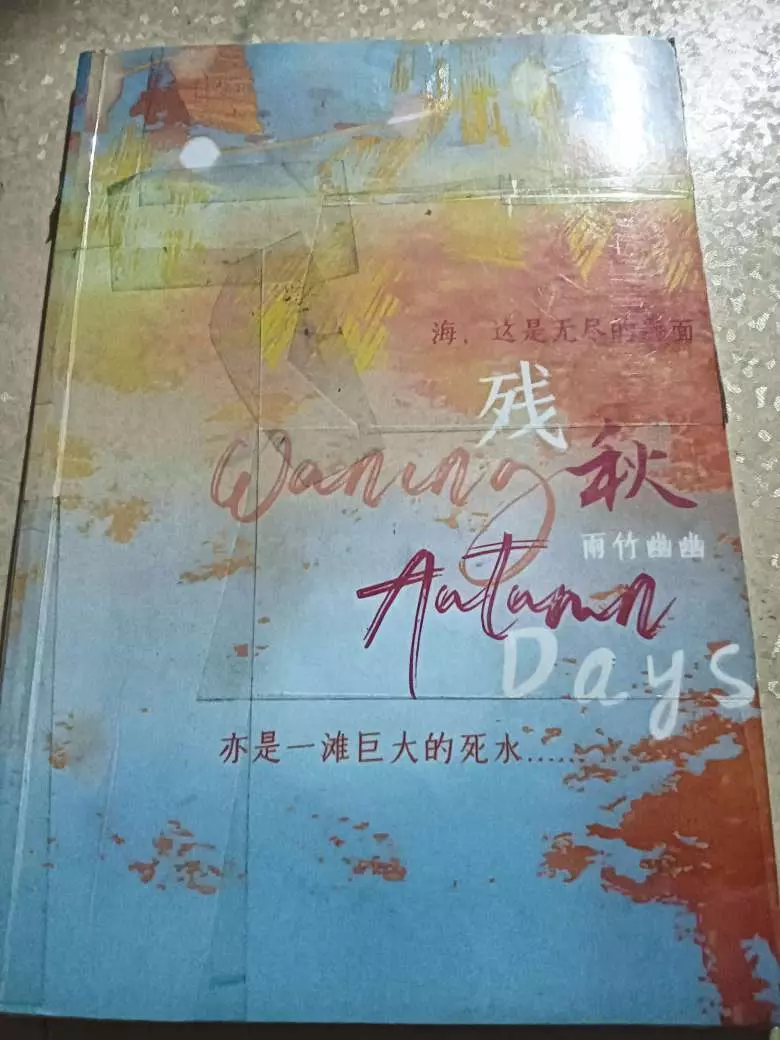 海，这是无尽的 面
残
Waning 秋
雨竹幽幽
Autumn
Days
亦是一滩巨大的死水......